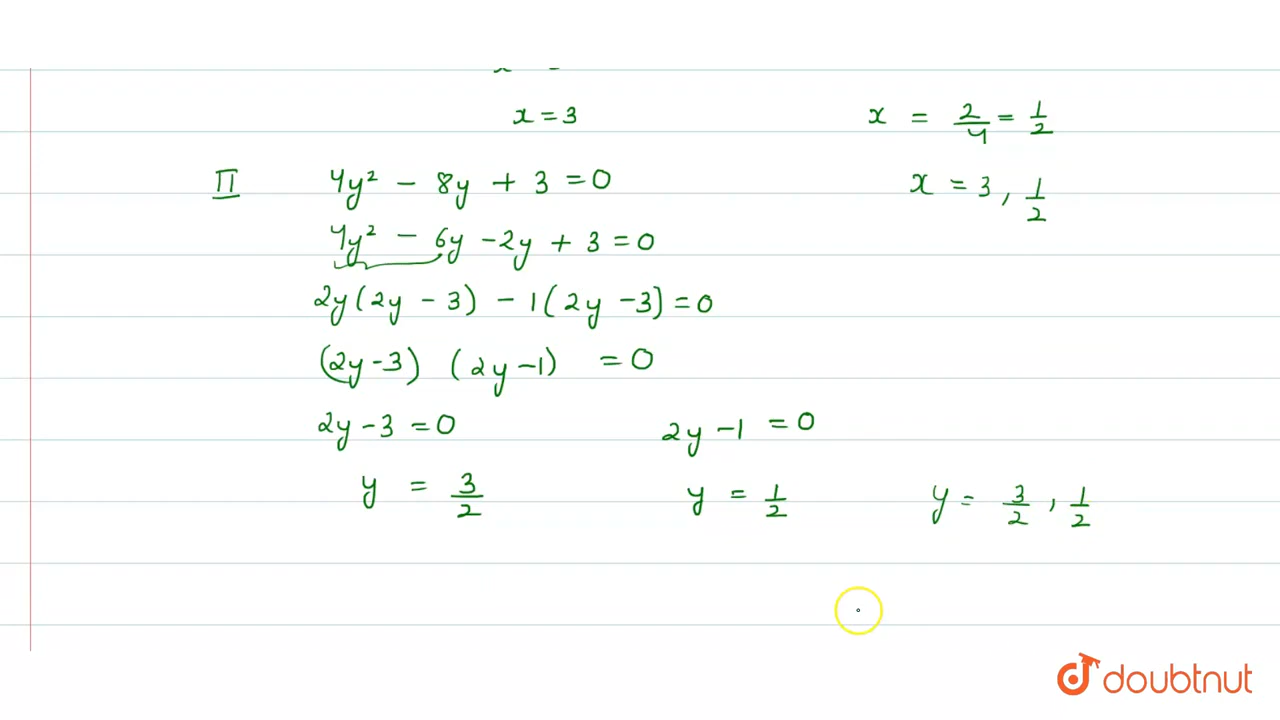 x = 3 x = 2/4 = 1/2
II 4y² - 8y + 3 = 0 x = 3, 1/2
4y² - 6y - 2y + 3 = 0
2y(2y - 3) - 1(2y - 3) = 0
(2y - 3) (2y - 1) = 0
2y - 3 = 0 2y - 1 = 0
y = 3/2 y = 1/2 y = 3/2, 1/2
doubtnut